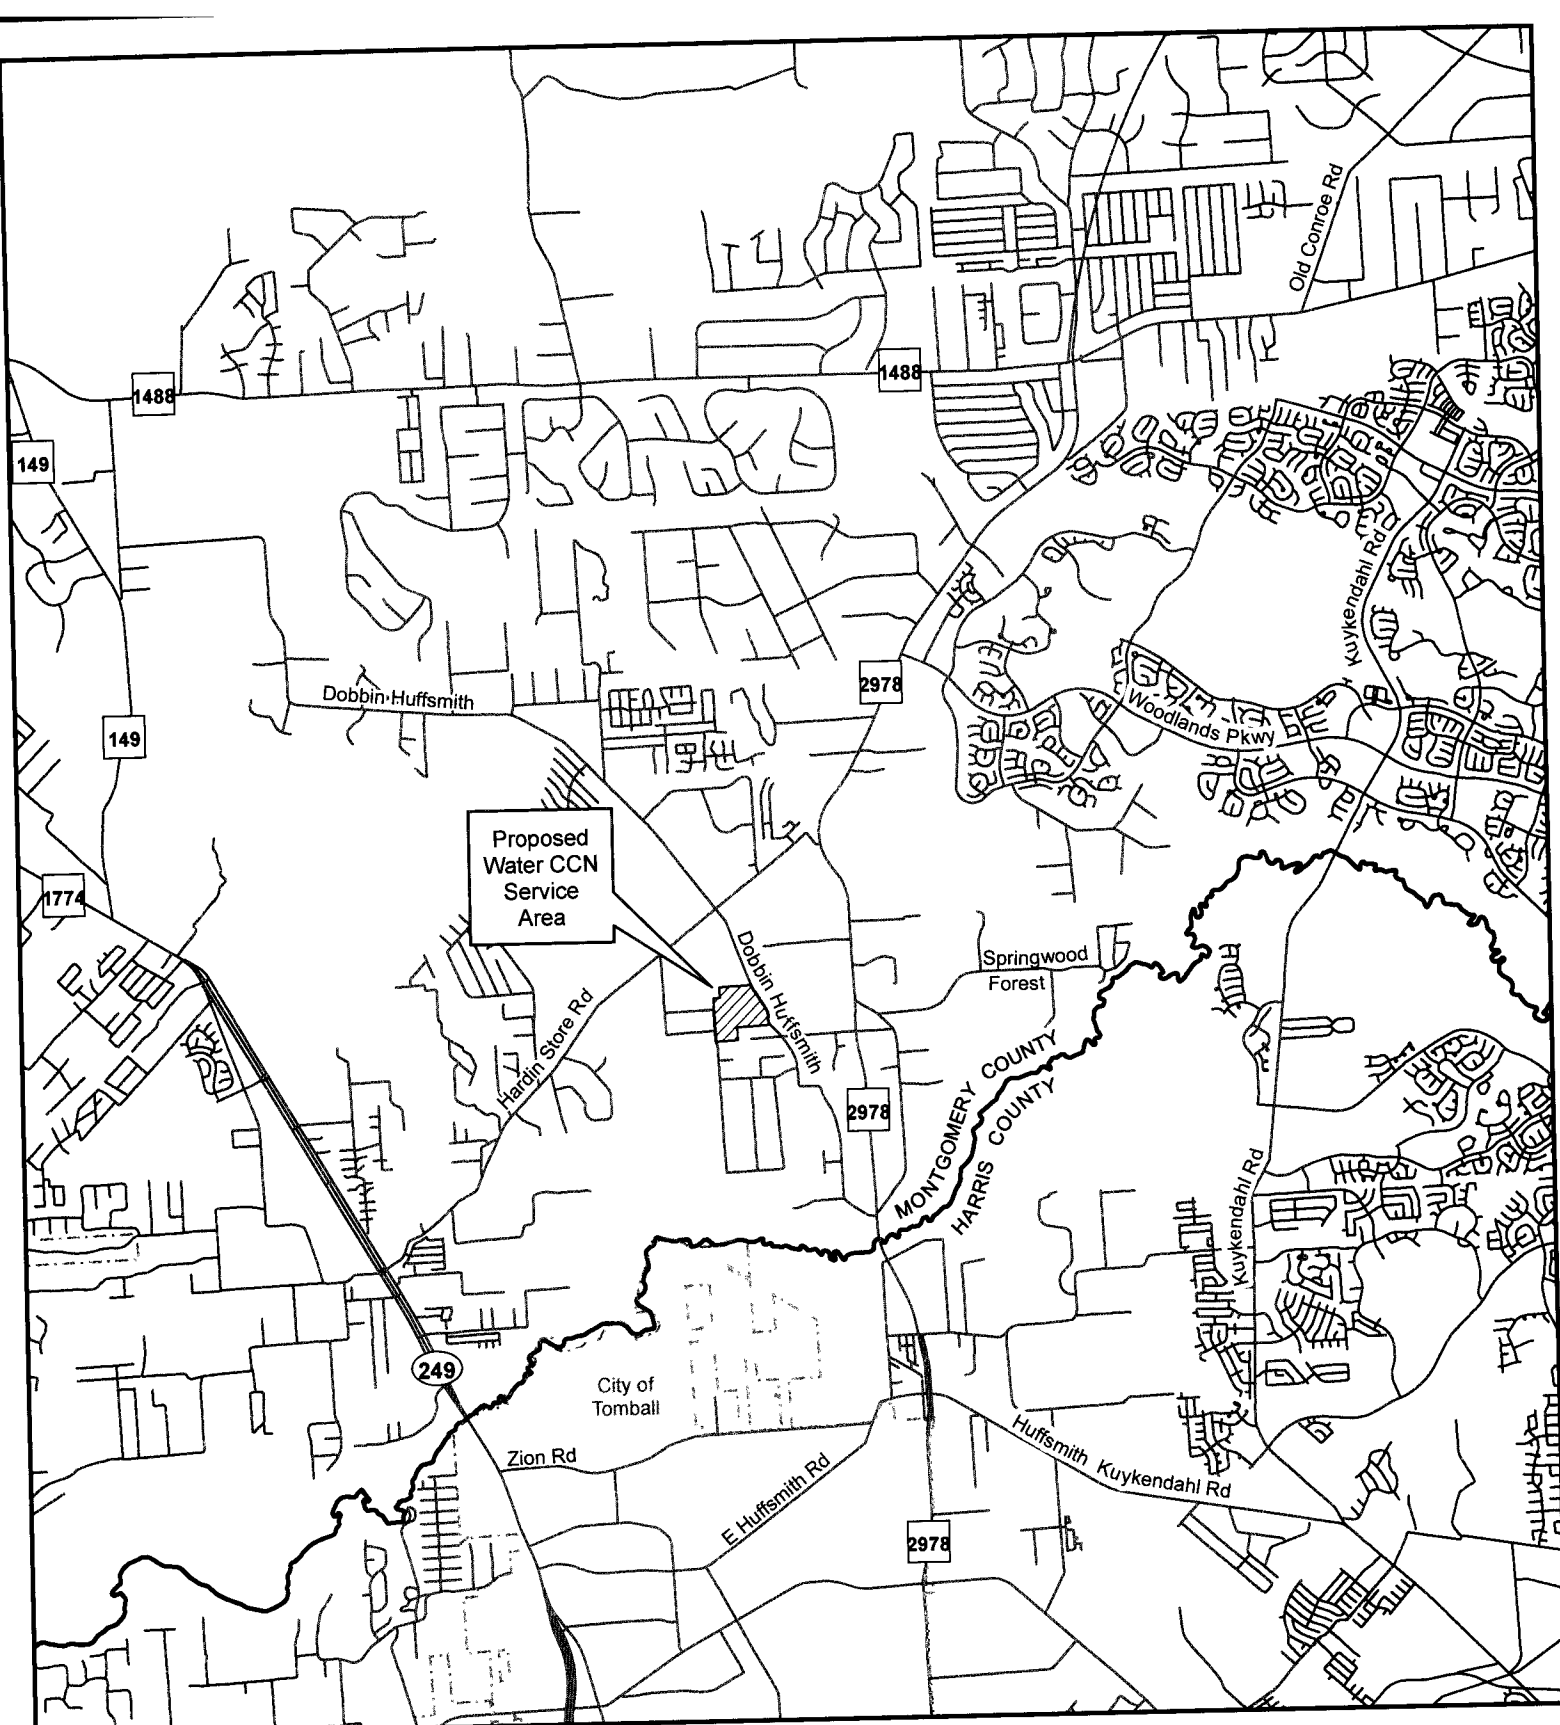 Old Conroe Rd
1488
1488
149
Kuykendahl Rd
2978
Dobbin Huffsmith
Woodlands Pkwy
149
Proposed
Water CCN
Service
Area
1774
Dobbin Huffsmith
Springwood
Forest
Hardin Store Rd
MONTGOMERY COUNTY
HARRIS COUNTY
2978
Kuykendahl Rd
249
City of
Tomball
Zion Rd
E Huffsmith Rd
Huffsmith Kuykendahl Rd
2978